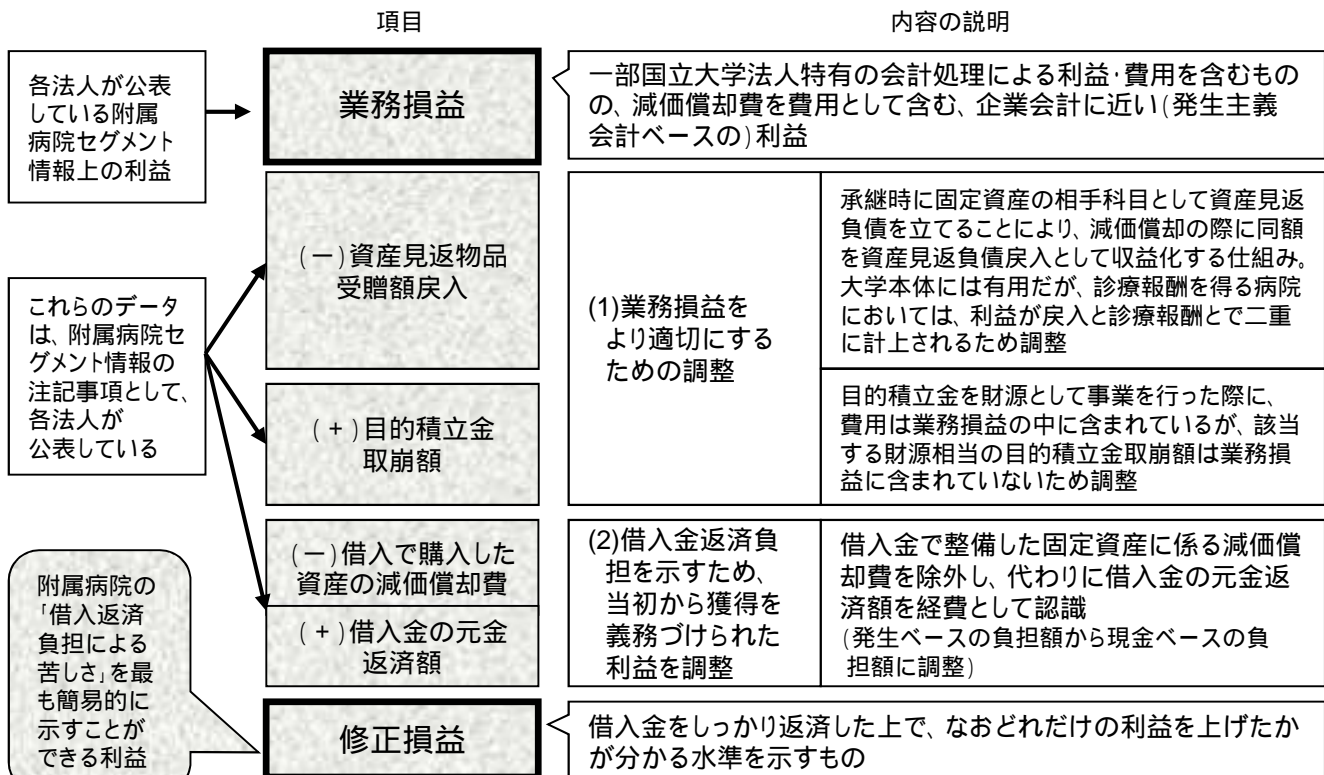 項目
内容の説明
各法人が公表
している附属
病院セグメント
情報上の利益
業務損益
一部国立大学法人特有の会計処理による利益・費用を含むもの
の、減価償却費を費用として含む、企業会計に近い(発生主義
会計ベースの)利益
これらのデータ
は、附属病院セ
グメント情報の
注記事項として、
各法人が
公表している
(－)資産見返物品
受贈額戻入
(1)業務損益を
より適切にする
ための調整
承継時に固定資産の相手科目として資産見返
負債を立てることにより、減価償却の際に同額
を資産見返負債戻入として収益化する仕組み。
大学本体には有用だが、診療報酬を得る病院
においては、利益が戻入と診療報酬とで二重
に計上されるため調整
(+)目的積立金
取崩額
目的積立金を財源として事業を行った際に、
費用は業務損益の中に含まれているが、該当
する財源相当の目的積立金取崩額は業務損
益に含まれていないため調整
(－)借入で購入した
資産の減価償却費
(+)借入金の元金
返済額
(2)借入金返済負
担を示すため、
当初から獲得を
義務づけられた
利益を調整
借入金で整備した固定資産に係る減価償
却費を除外し、代わりに借入金の元金返
済額を経費として認識
(発生ベースの負担額から現金ベースの負
担額に調整)
附属病院の
「借入返済
負担による
苦しさ」を最
も簡易的に
示すことが
できる利益
修正損益
借入金をしっかり返済した上で、なおどれだけの利益を上げたか
が分かる水準を示すもの